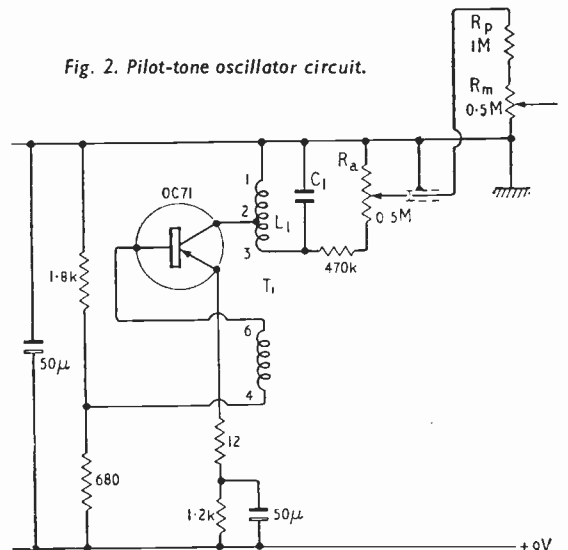 Fig. 2. Pilot-tone oscillator circuit.
Rp
1M
Rm
0·5M
OC71
1
2
3
L1
C1
Ra
0 5M
470k
T1
1·8k
6
4
50μ
12
680
1·2k
50μ
+9V